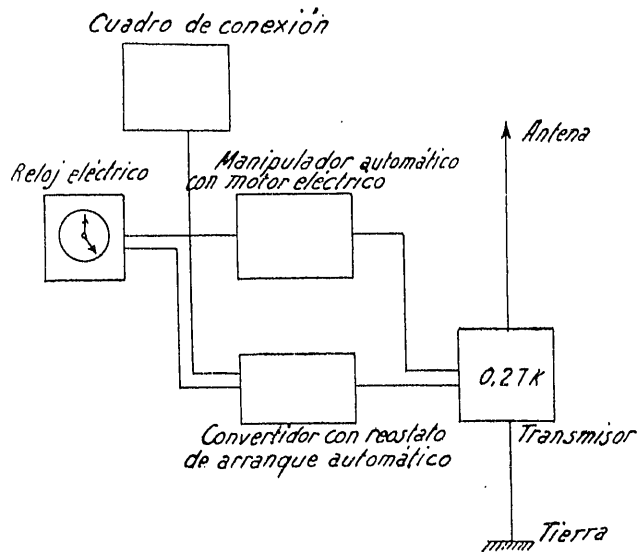 Cuadro de conexión
Antena
Reloj eléctrico
Manipulador automático
con motor eléctrico
0,2TK
Convertidor con reostato
de arranque automático
Transmisor
Tierra